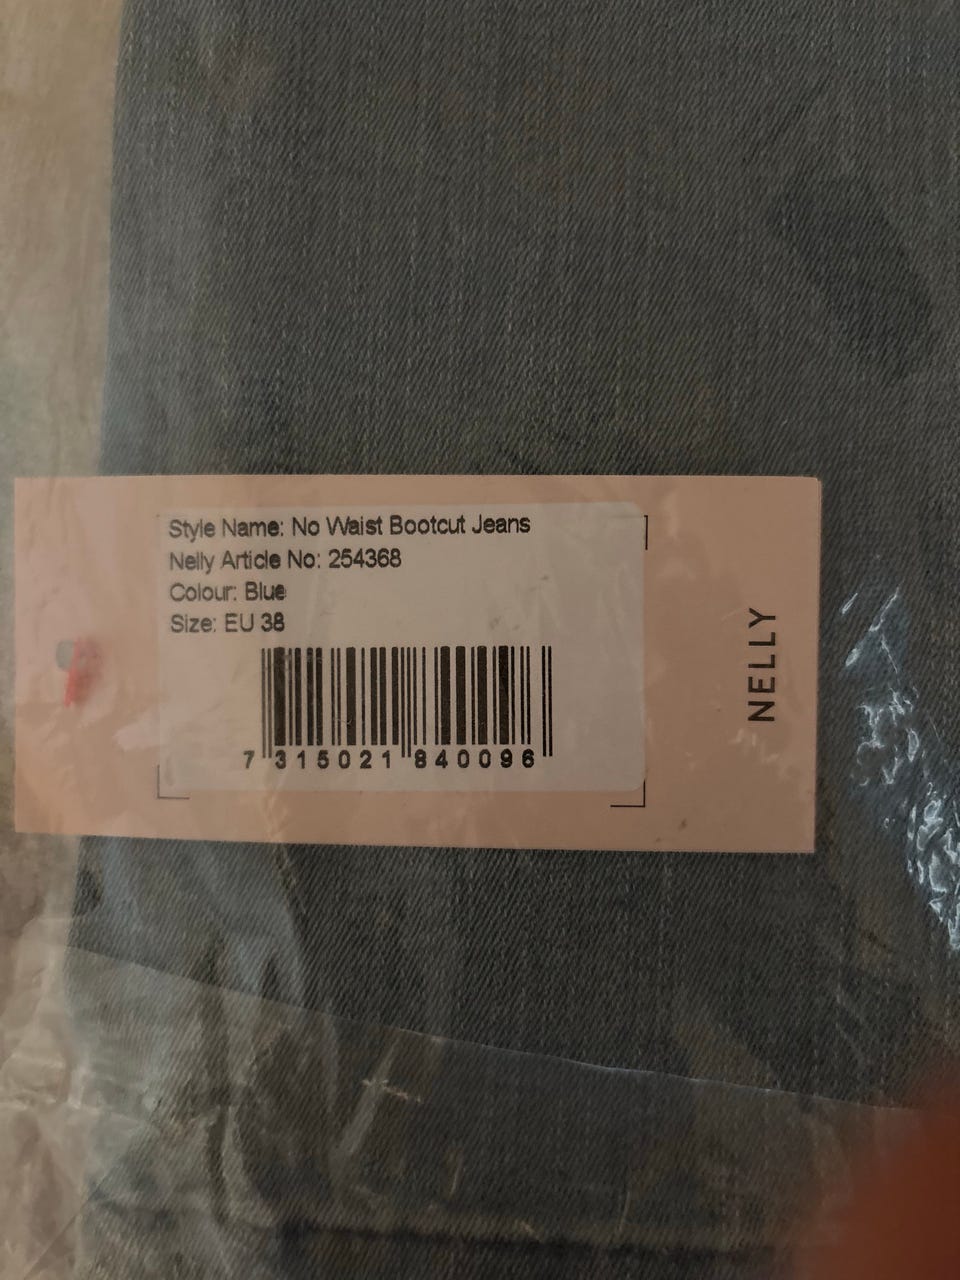 Style Name: No Waist Bootcut Jeans
Nelly Article No: 254368
Colour: Blue
Size: EU 38
7 315021 840096
NELLY